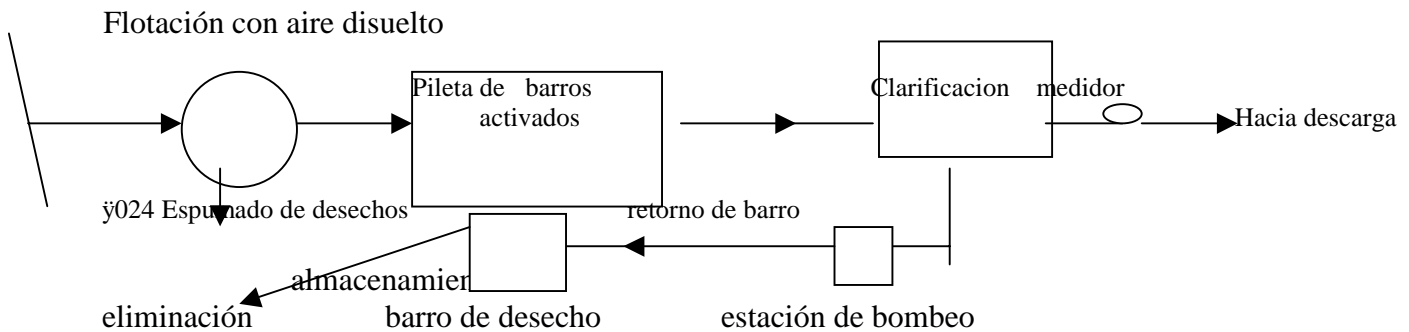 Flotación con aire disuelto
Pileta de barros
activados
Clarificacion medidor
Hacia descarga
ÿ024 Espumado de desechos
retorno de barro
almacenamien
eliminación barro de desecho estación de bombeo